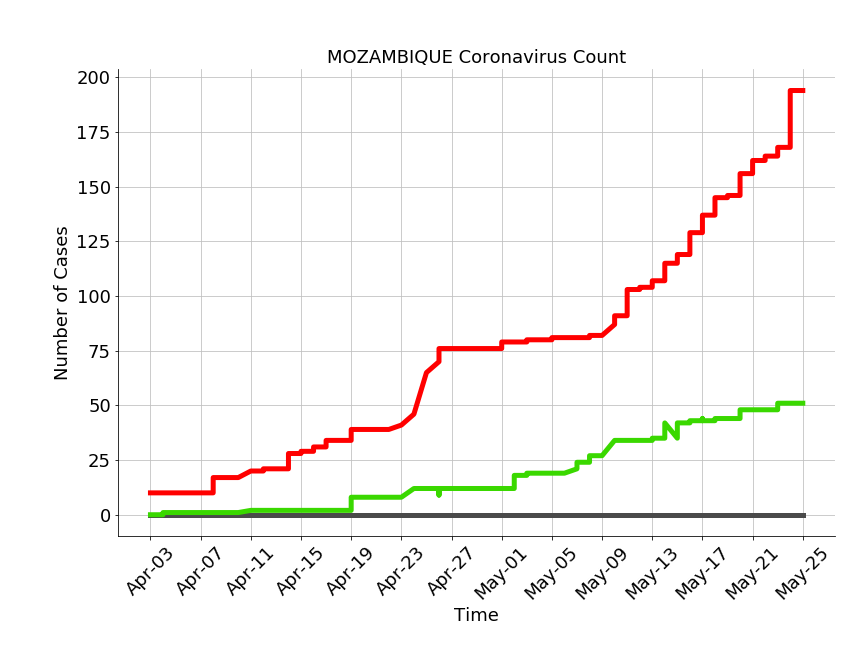 MOZAMBIQUE Coronavirus Count
200
175
150
125
100
75
50
25
0
Number of Cases
Apr-03
Apr-07
Apr-11
Apr-15
Apr-19
Apr-23
Apr-27
May-01
May-05
May-09
May-13
May-17
May-21
May-25
Time